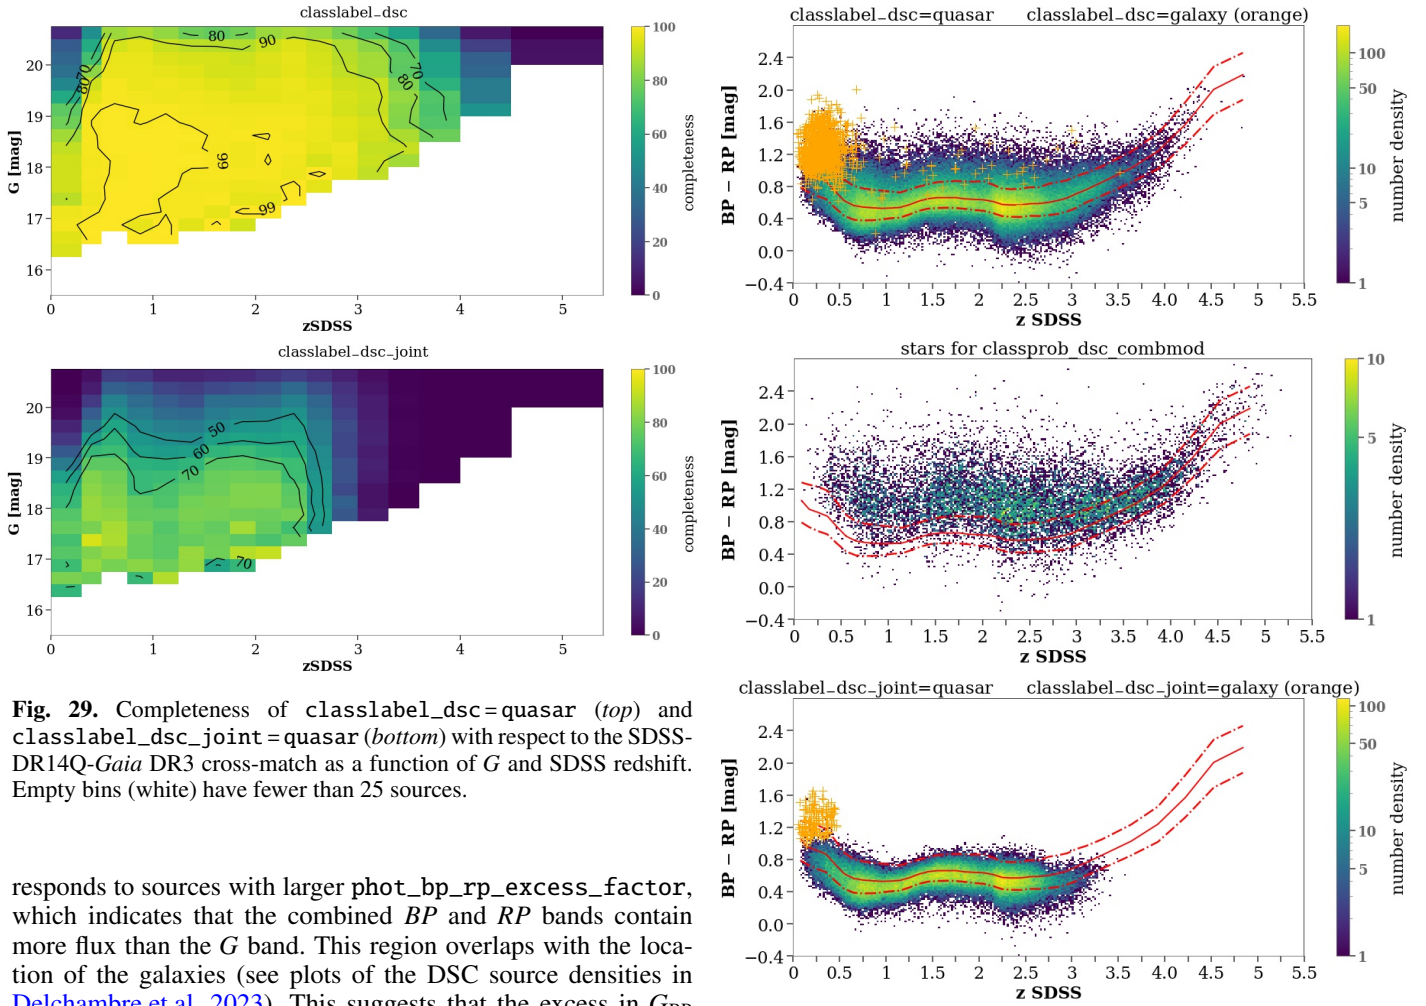 classlabel_dsc
100
80
60
40
20
0
completeness
20
19
18
17
16
G [mag]
80
90
70
80
70
80
99
99
0
1
2
3
4
5
zSDSS
classlabel_dsc_joint
100
80
60
40
20
0
completeness
20
19
18
17
16
G [mag]
50
60
70
70
0
1
2
3
4
5
zSDSS
Fig. 29. Completeness of classlabel_dsc=quasar (top) and
classlabel_dsc_joint=quasar (bottom) with respect to the SDSS-
DR14Q-Gaia DR3 cross-match as a function of G and SDSS redshift.
Empty bins (white) have fewer than 25 sources.
responds to sources with larger phot_bp_rp_excess_factor,
which indicates that the combined BP and RP bands contain
more flux than the G band. This region overlaps with the loca-
tion of the galaxies (see plots of the DSC source densities in
Delchambre et al. 2023). This suggests that the excess in GBP
classlabel_dsc=quasar classlabel_dsc=galaxy (orange)
2.4
2.0
1.6
1.2
0.8
0.4
0.0
−0.4
BP − RP [mag]
0 0.5 1 1.5 2 2.5 3 3.5 4.0 4.5 5 5.5
z SDSS
100
50
10
5
1
number density
stars for classprob_dsc_combmod
2.4
2.0
1.6
1.2
0.8
0.4
0.0
−0.4
BP − RP [mag]
0 0.5 1 1.5 2 2.5 3 3.5 4.0 4.5 5 5.5
z SDSS
10
5
1
number density
classlabel_dsc_joint=quasar classlabel_dsc_joint=galaxy (orange)
2.4
2.0
1.6
1.2
0.8
0.4
0.0
−0.4
BP − RP [mag]
0 0.5 1 1.5 2 2.5 3 3.5 4.0 4.5 5 5.5
z SDSS
100
50
10
5
1
number density